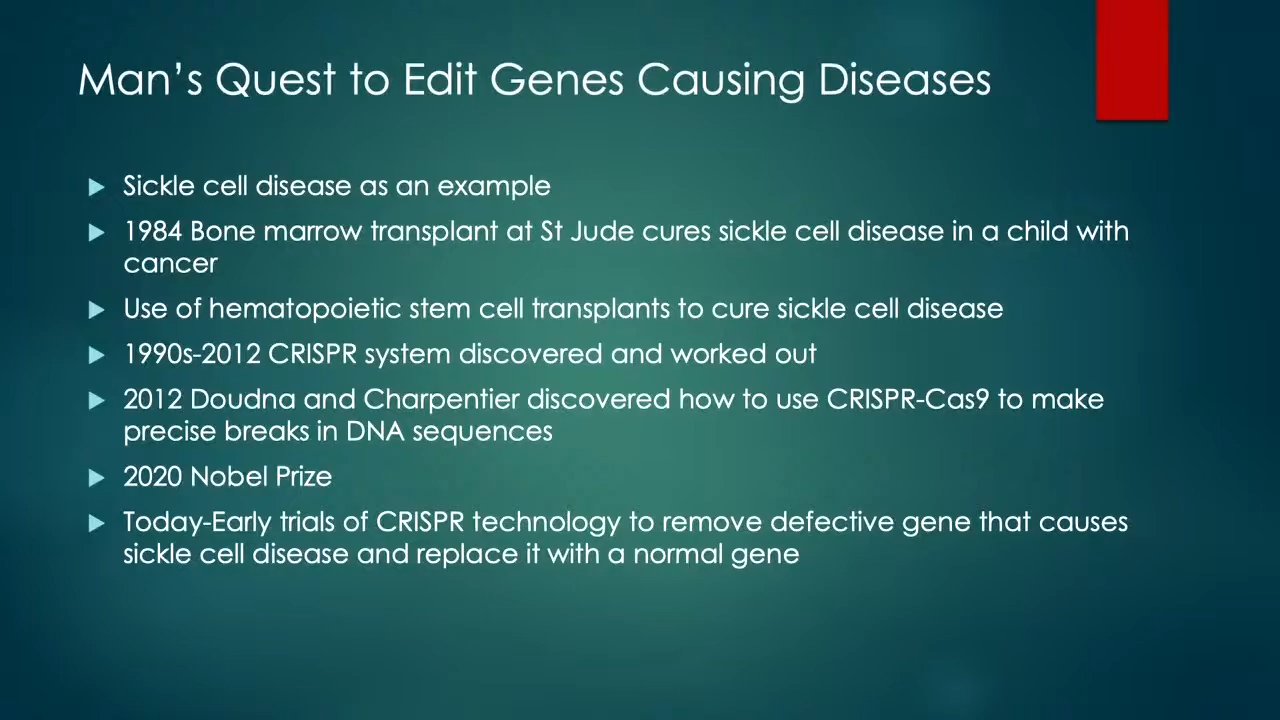 Man’s Quest to Edit Genes Causing Diseases
Sickle cell disease as an example
1984 Bone marrow transplant at St Jude cures sickle cell disease in a child with
cancer
Use of hematopoietic stem cell transplants to cure sickle cell disease
1990s-2012 CRISPR system discovered and worked out
2012 Doudna and Charpentier discovered how to use CRISPR-Cas9 to make
precise breaks in DNA sequences
2020 Nobel Prize
Today-Early trials of CRISPR technology to remove defective gene that causes
sickle cell disease and replace it with a normal gene